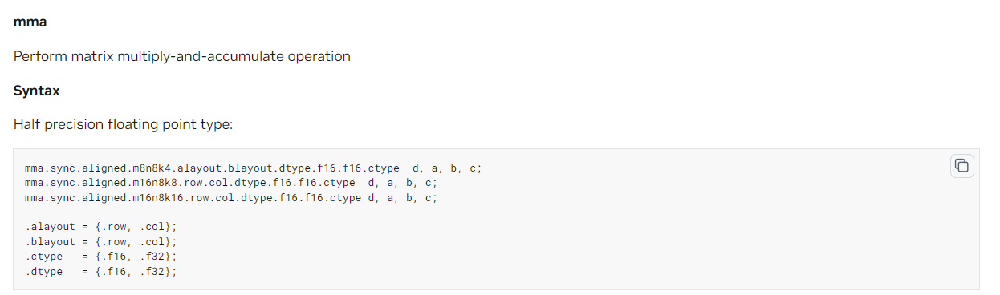 mma
Perform matrix multiply-and-accumulate operation
Syntax
Half precision floating point type:
mma.sync.aligned.m8n8k4.alayout.blayout.dtype.f16.f16.ctype  d, a, b, c;
mma.sync.aligned.m16n8k8.row.col.dtype.f16.f16.ctype  d, a, b, c;
mma.sync.aligned.m16n8k16.row.col.dtype.f16.f16.ctype d, a, b, c;
.alayout = {.row, .col};
.blayout = {.row, .col};
.ctype   = {.f16, .f32};
.dtype   = {.f16, .f32};